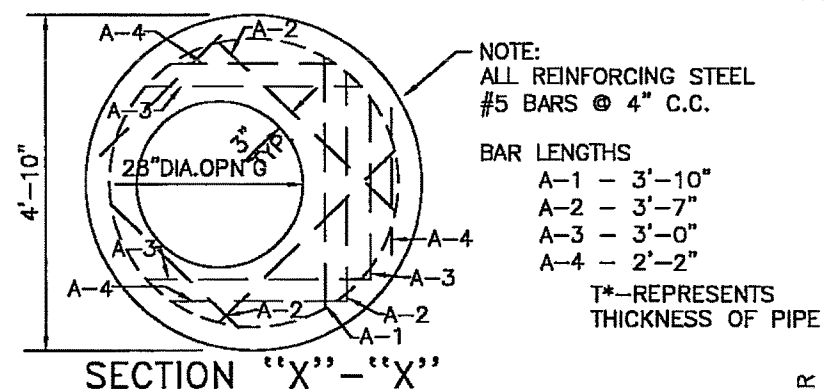 A-4
A-2
NOTE:
ALL REINFORCING STEEL
#5 BARS @ 4" C.C.
A-3
3"
TYP.
28"DIA.OPN'G
4'-10"
BAR LENGTHS
A-1 - 3'-10"
A-2 - 3'-7"
A-3 - 3'-0"
A-4 - 2'-2"
T*-REPRESENTS
THICKNESS OF PIPE
A-4
A-3
A-3
A-4
A-2
A-2
A-1
SECTION "X"-"X"
R